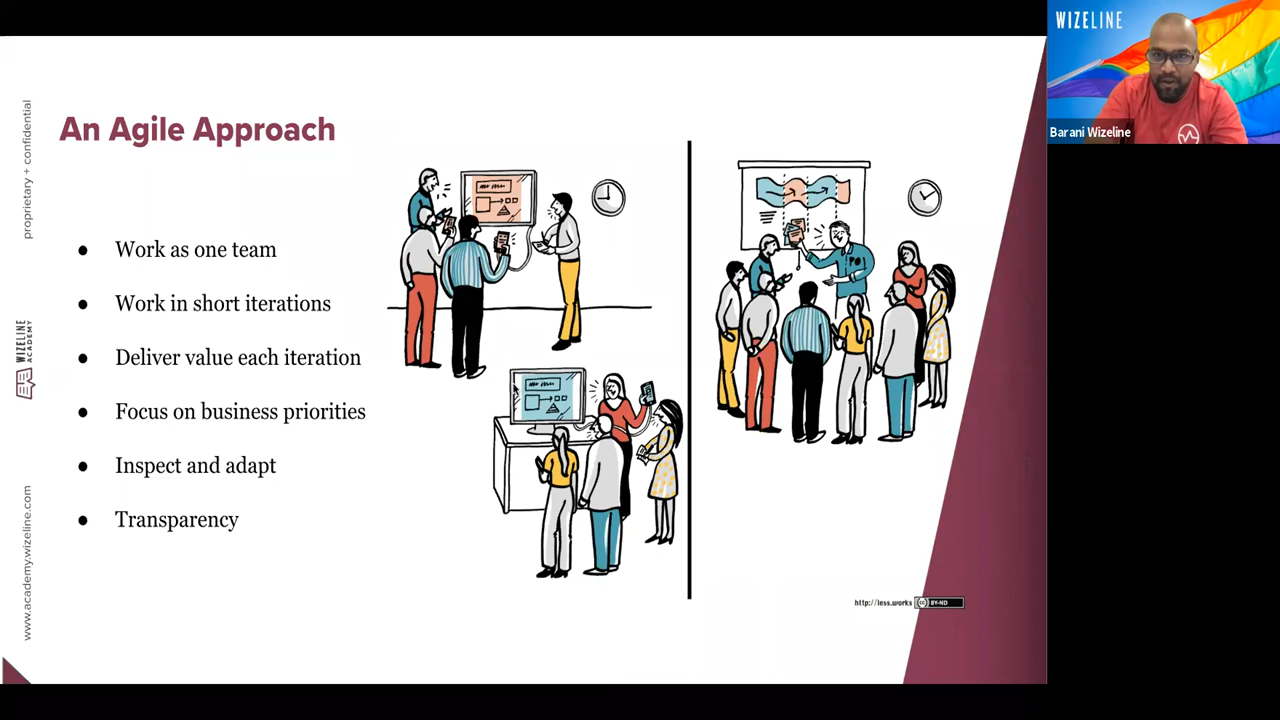 WIZELINE
Barani Wizeline
proprietary + confidential
WIZELINE
ACADEMY
www.academy.wizeline.com
An Agile Approach
● Work as one team
● Work in short iterations
● Deliver value each iteration
● Focus on business priorities
● Inspect and adapt
● Transparency
PO
http://less.works
cc BY-ND